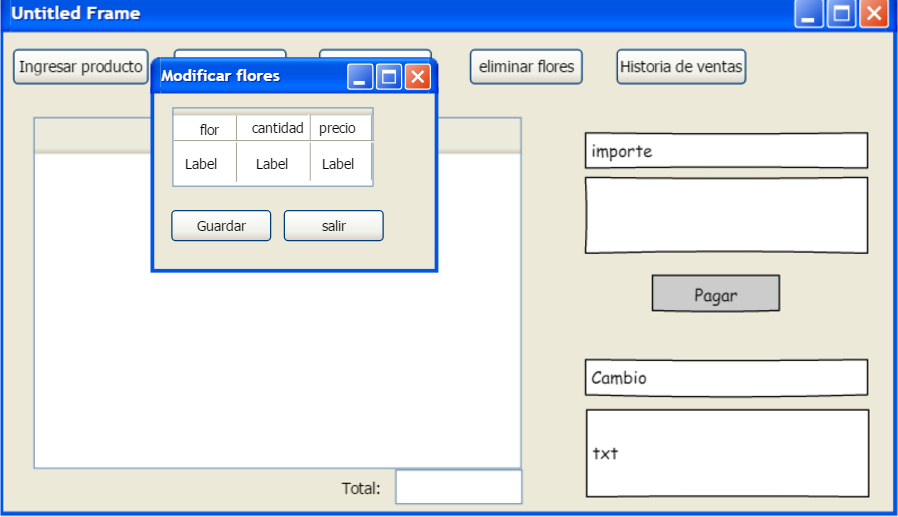 Untitled Frame
Ingresar producto
eliminar flores
Historia de ventas
Modificar flores
flor cantidad precio
Label Label Label
Guardar salir
importe
Pagar
Cambio
txt
Total: